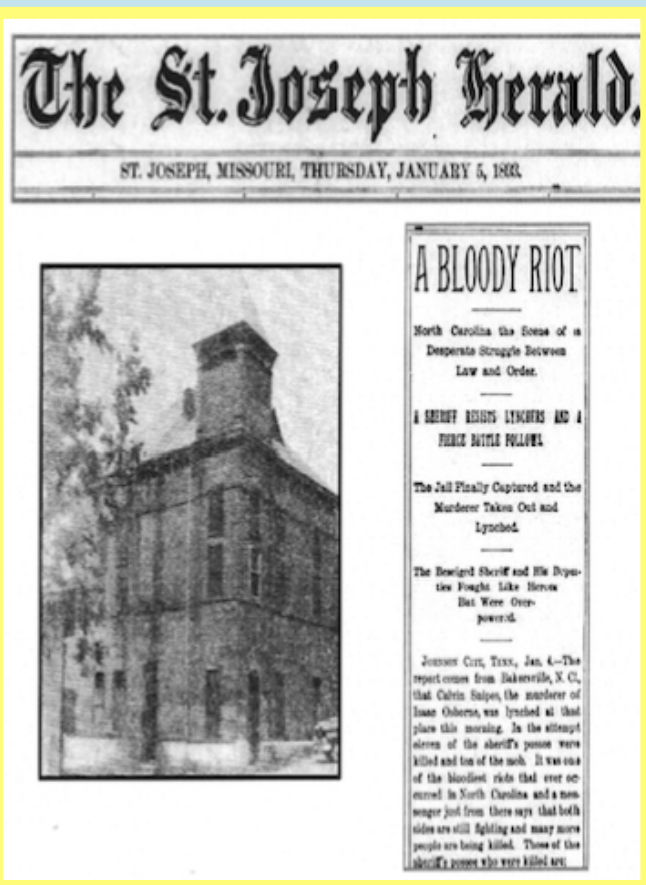 The St. Joseph Herald.
ST. JOSEPH, MISSOURI, THURSDAY, JANUARY 5, 1893.
A BLOODY RIOT
North Carolina the Scene of a
Desperate Struggle Between
Law and Order.
A SHERIFF RESISTS LYNCHERS AND A
FIERCE BATTLE FOLLOWS.
The Jail Finally Captured and the
Murderer Taken Out and
Lynched.
The Beseiged Sheriff and His Depu-
ties Fought Like Heroes
But Were Over-
powered.
JOHNSON CITY, TENN., Jan. 4.—The
report comes from Bakersville, N. C.,
that Calvin Snipes, the murderer of
Isaac Osborne, was lynched at that
place this morning. In the attempt
eleven of the sheriff's posse were
killed and ten of the mob. It was one
of the bloodiest riots that ever oc-
curred in North Carolina and a mes-
senger just from there says that both
sides are still fighting and many more
people are being killed. Those of the
sheriff's posse who were killed are: